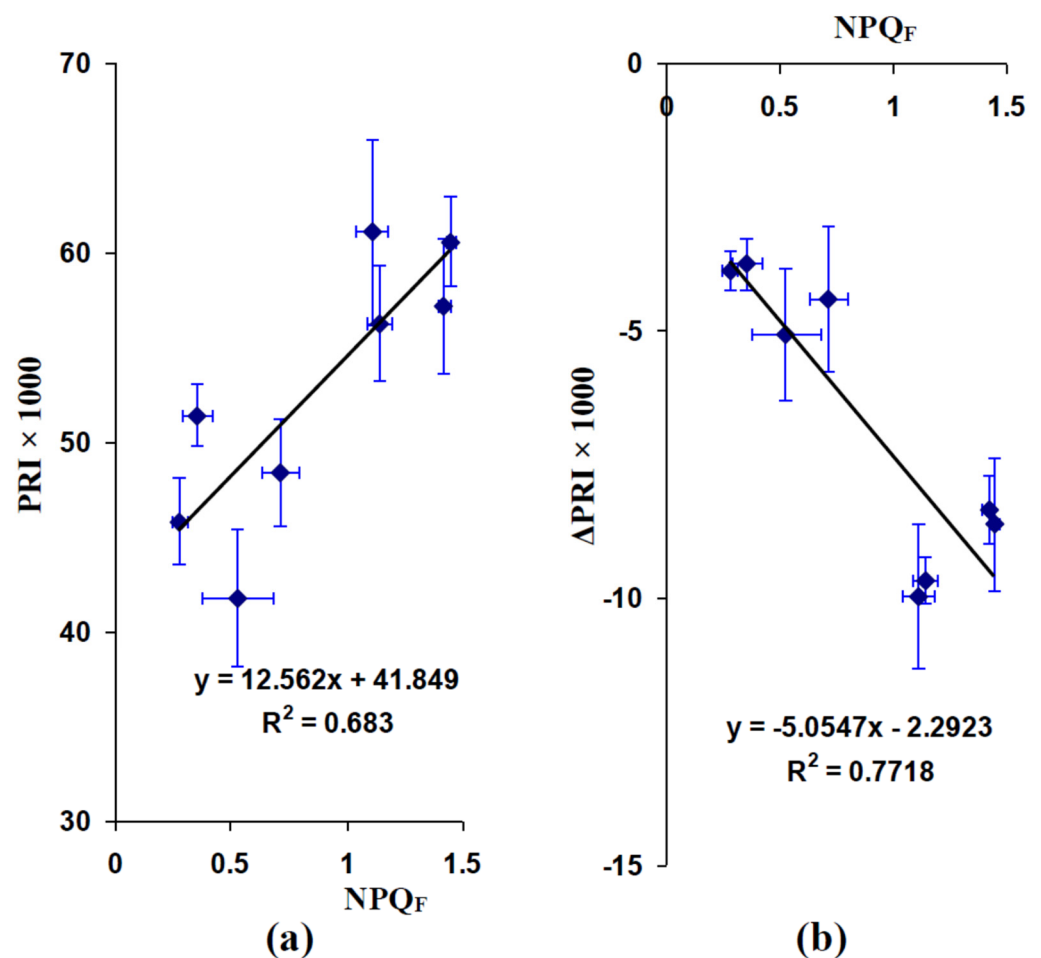 70
60
50
40
30
PRI × 1000
y = 12.562x + 41.849
R² = 0.683
0 0.5 1 1.5
NPQF
(a)
NPQF
0
0 0.5 1 1.5
-5
-10
-15
ΔPRI × 1000
y = -5.0547x - 2.2923
R² = 0.7718
(b)